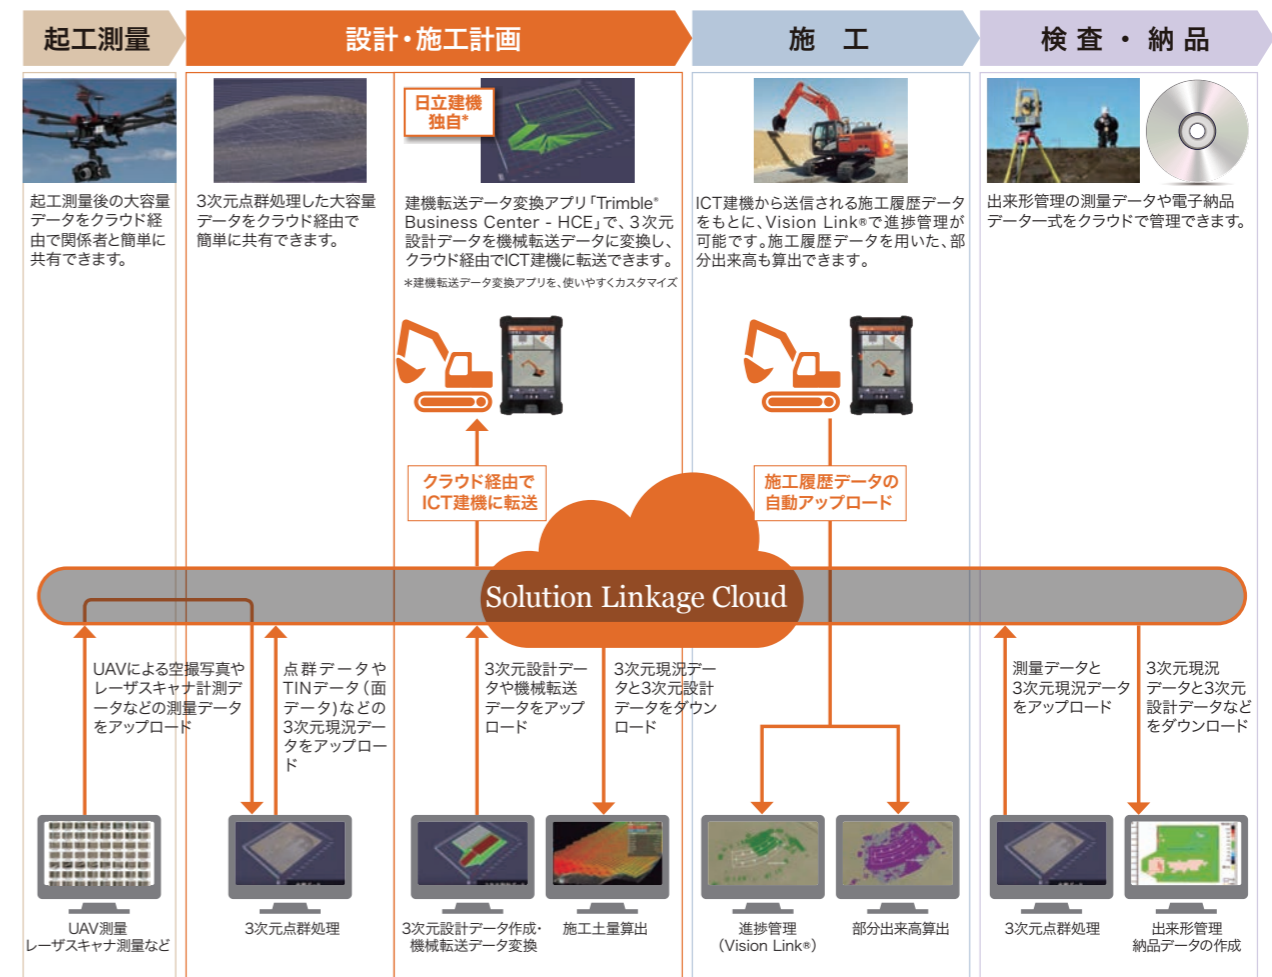 起工測量
設計・施工計画
施 工
検 査 ・ 納 品
日立建機
独自*
起工測量後の大容量
データをクラウド経
由で関係者と簡単に
共有できます。
3次元点群処理した大容量
データをクラウド経由で
簡単に共有できます。
建機転送データ変換アプリ「Trimble®
Business Center - HCE」で、3次元
設計データを機械転送データに変換し、
クラウド経由でICT建機に転送できます。
*建機転送データ変換アプリを、使いやすくカスタマイズ
ICT建機から送信される施工履歴データ
をもとに、Vision Link®で進捗管理が
可能です。施工履歴データを用いた、部
分出来高も算出できます。
出来形管理の測量データや電子納品
データ一式をクラウドで管理できます。
クラウド経由で
ICT建機に転送
施工履歴データの
自動アップロード
Solution Linkage Cloud
UAVによる空撮写真や
レーザスキャナ計測デ
ータなどの測量データ
をアップロード
点群データや
TINデータ(面
データ)などの
3次元現況デー
タをアップロー
ド
3次元設計デー
タや機械転送
データをアップ
ロード
3次元現況デー
タと3次元設計
データをダウン
ロード
測量データと
3次元現況データ
をアップロード
3次元現況
データと3次元
設計データなど
をダウンロード
UAV測量
レーザスキャナ測量など
3次元点群処理
3次元設計データ作成・
機械転送データ変換
施工土量算出
進捗管理
(Vision Link®)
部分出来高算出
3次元点群処理
出来形管理
納品データの作成